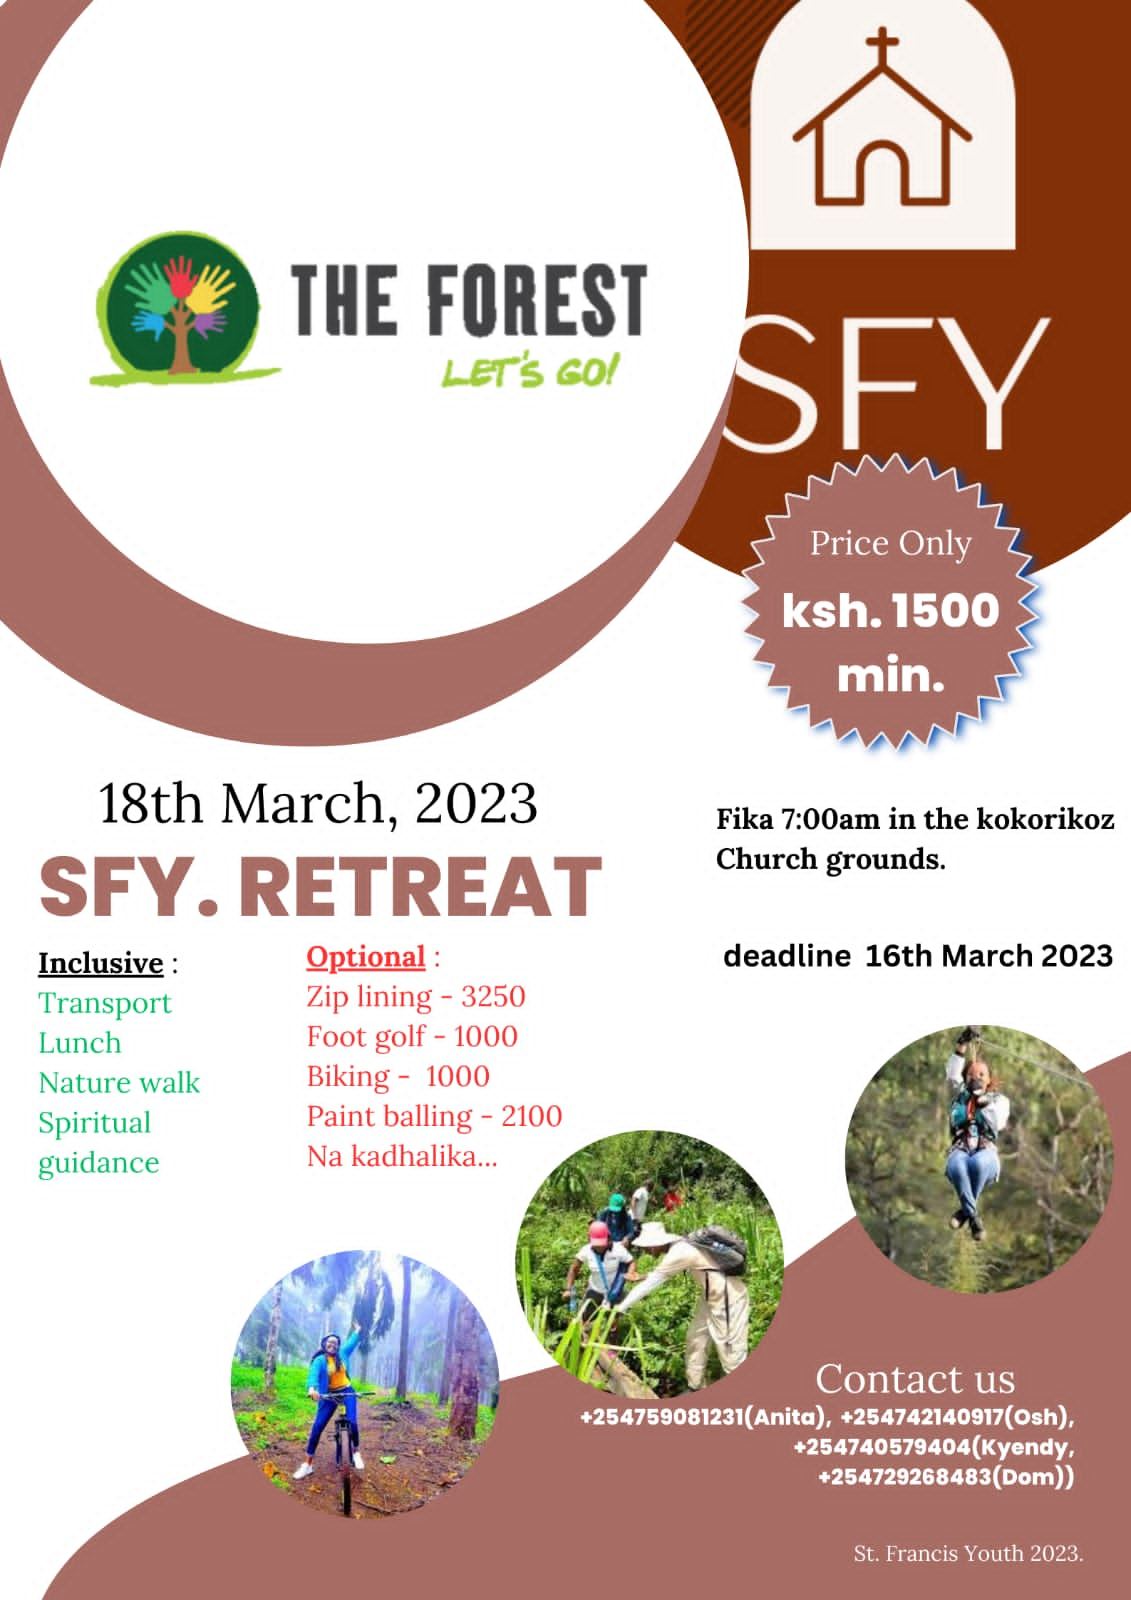 THE FOREST
LET'S GO!
SFY
Price Only
ksh. 1500
min.
18th March, 2023
SFY. RETREAT
Fika 7:00am in the kokorikoz
Church grounds.
deadline 16th March 2023
Inclusive :
Transport
Lunch
Nature walk
Spiritual
guidance
Optional :
Zip lining - 3250
Foot golf - 1000
Biking - 1000
Paint balling - 2100
Na kadhalika...
Contact us
+254759081231(Anita), +254742140917(Osh),
+254740579404(Kyendy,
+254729268483(Dom))
St. Francis Youth 2023.